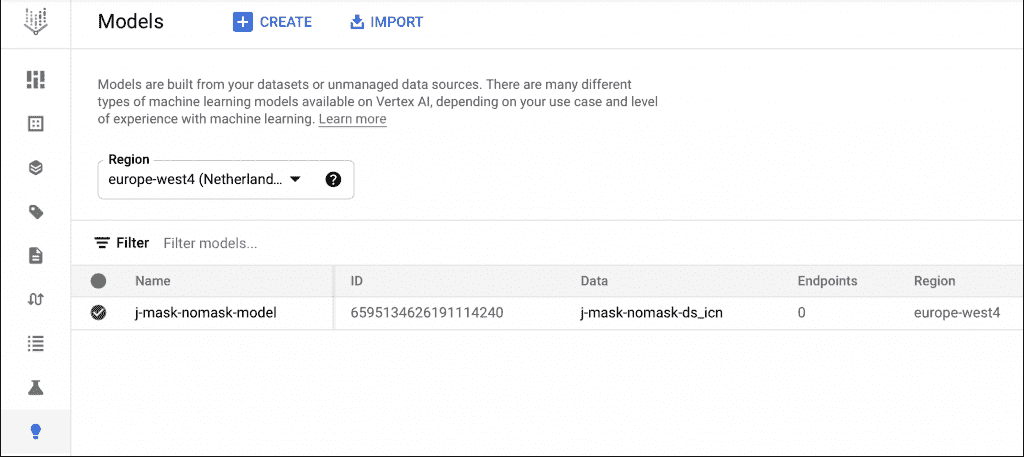 Models CREATE IMPORT
Models are built from your datasets or unmanaged data sources. There are many different
types of machine learning models available on Vertex AI, depending on your use case and level
of experience with machine learning. Learn more
Region
europe-west4 (Netherland...
Filter Filter models...
Name ID Data Endpoints Region
j-mask-nomask-model 6595134626191114240 j-mask-nomask-ds_icn 0 europe-west4